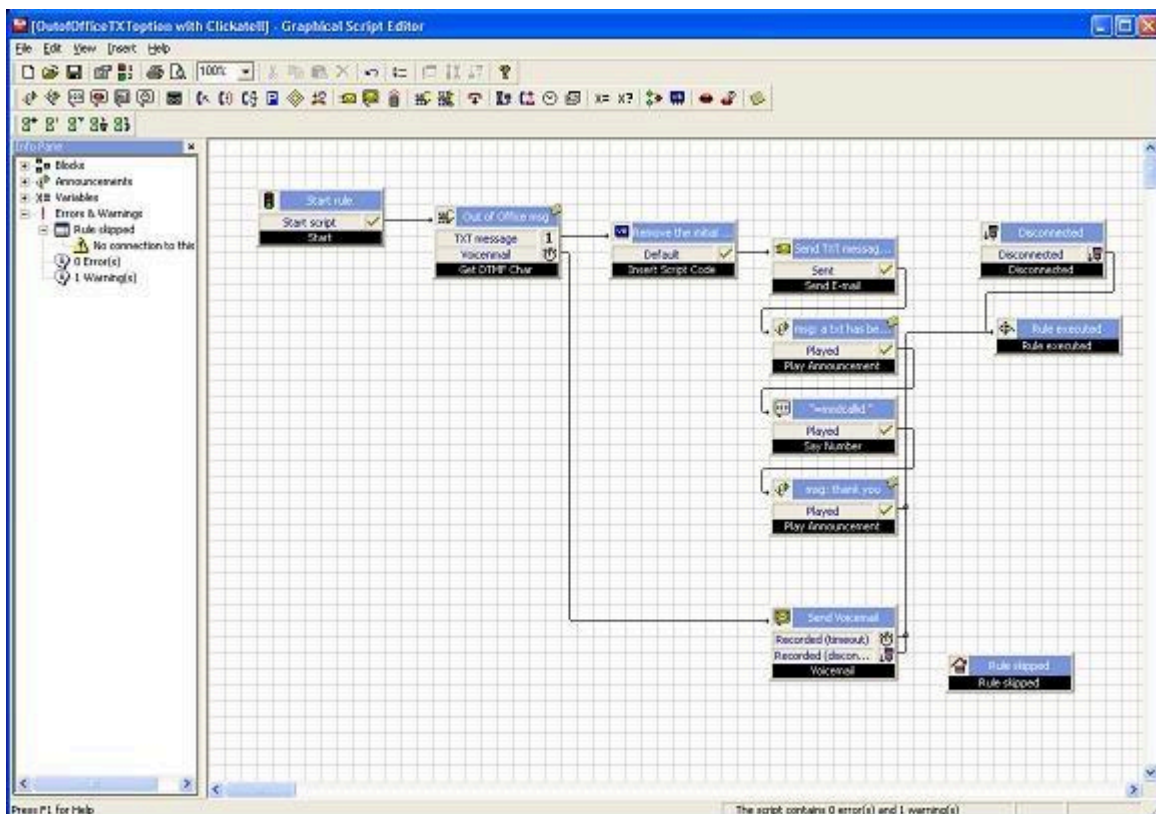 [OutofOfficeTXToption with Clickatell] - Graphical Script Editor
File Edit View Insert Help
100%
X= X?
Info Pane
Blocks
Announcements
X= Variables
Errors & Warnings
Rule skipped
No connection to this
0 Error(s)
1 Warning(s)
Start rule
Start script
Start
Out of Office msg
TXT message 1
Voicemail
Get DTMF Char
Remove the initial ...
Default
Insert Script Code
Send TXT messag...
Sent
Send E-mail
msg: a txt has be...
Played
Play Announcement
Played
Say Number
msg: thank you
Played
Play Announcement
Send Voicemail
Recorded (timeout)
Recorded (discon...
Voicemail
Disconnected
Disconnected
Disconnected
Rule executed
Rule executed
Rule skipped
Rule skipped
Press F1 for Help
The script contains 0 error(s) and 1 warning(s)